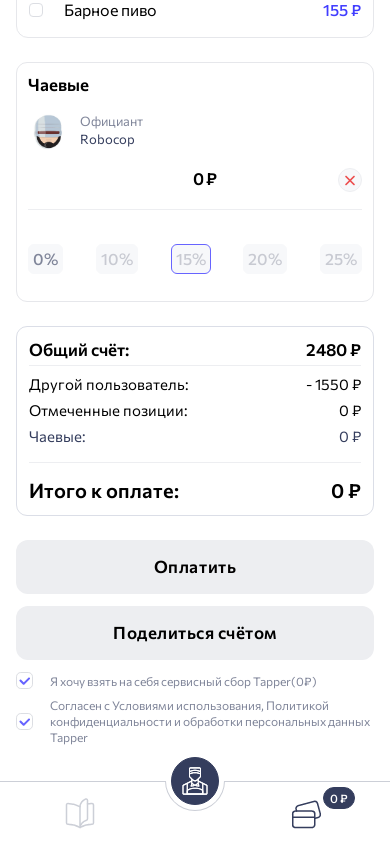 Барное пиво 155 ₽
Чаевые
Официант
Robocop
0 ₽
0% 10% 15% 20% 25%
Общий счёт: 2480 ₽
Другой пользователь: - 1550 ₽
Отмеченные позиции: 0 ₽
Чаевые: 0 ₽
Итого к оплате: 0 ₽
Оплатить
Поделиться счётом
Я хочу взять на себя сервисный сбор Tapper(0₽)
Согласен с Условиями использования, Политикой
конфиденциальности и обработки персональных данных
Tapper
0 ₽